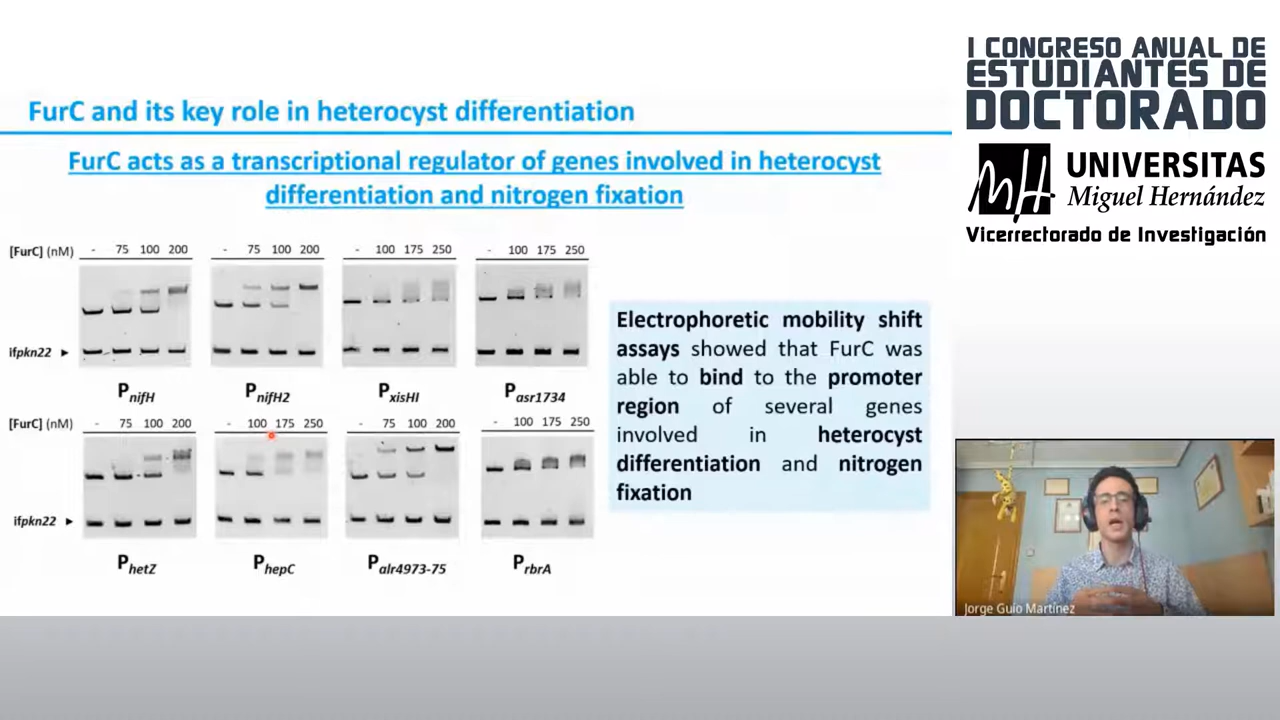 FurC and its key role in heterocyst differentiation
FurC acts as a transcriptional regulator of genes involved in heterocyst
differentiation and nitrogen fixation
[FurC] (nM) - 75 100 200 - 75 100 200 - 100 175 250 - 100 175 250
ifpkn22
PnifH PnifH2 PxisHI Pasr1734
[FurC] (nM) - 75 100 200 - 100 175 250 - 75 100 200 - 100 175 250
ifpkn22
PhetZ PhepC Palr4973-75 PrbrA
Electrophoretic mobility shift
assays showed that FurC was
able to bind to the promoter
region of several genes
involved in heterocyst
differentiation and nitrogen
fixation
I CONGRESO ANUAL DE
ESTUDIANTES DE
DOCTORADO
UNIVERSITAS
Miguel Hernández
Vicerrectorado de Investigación
Jorge Guio Martínez